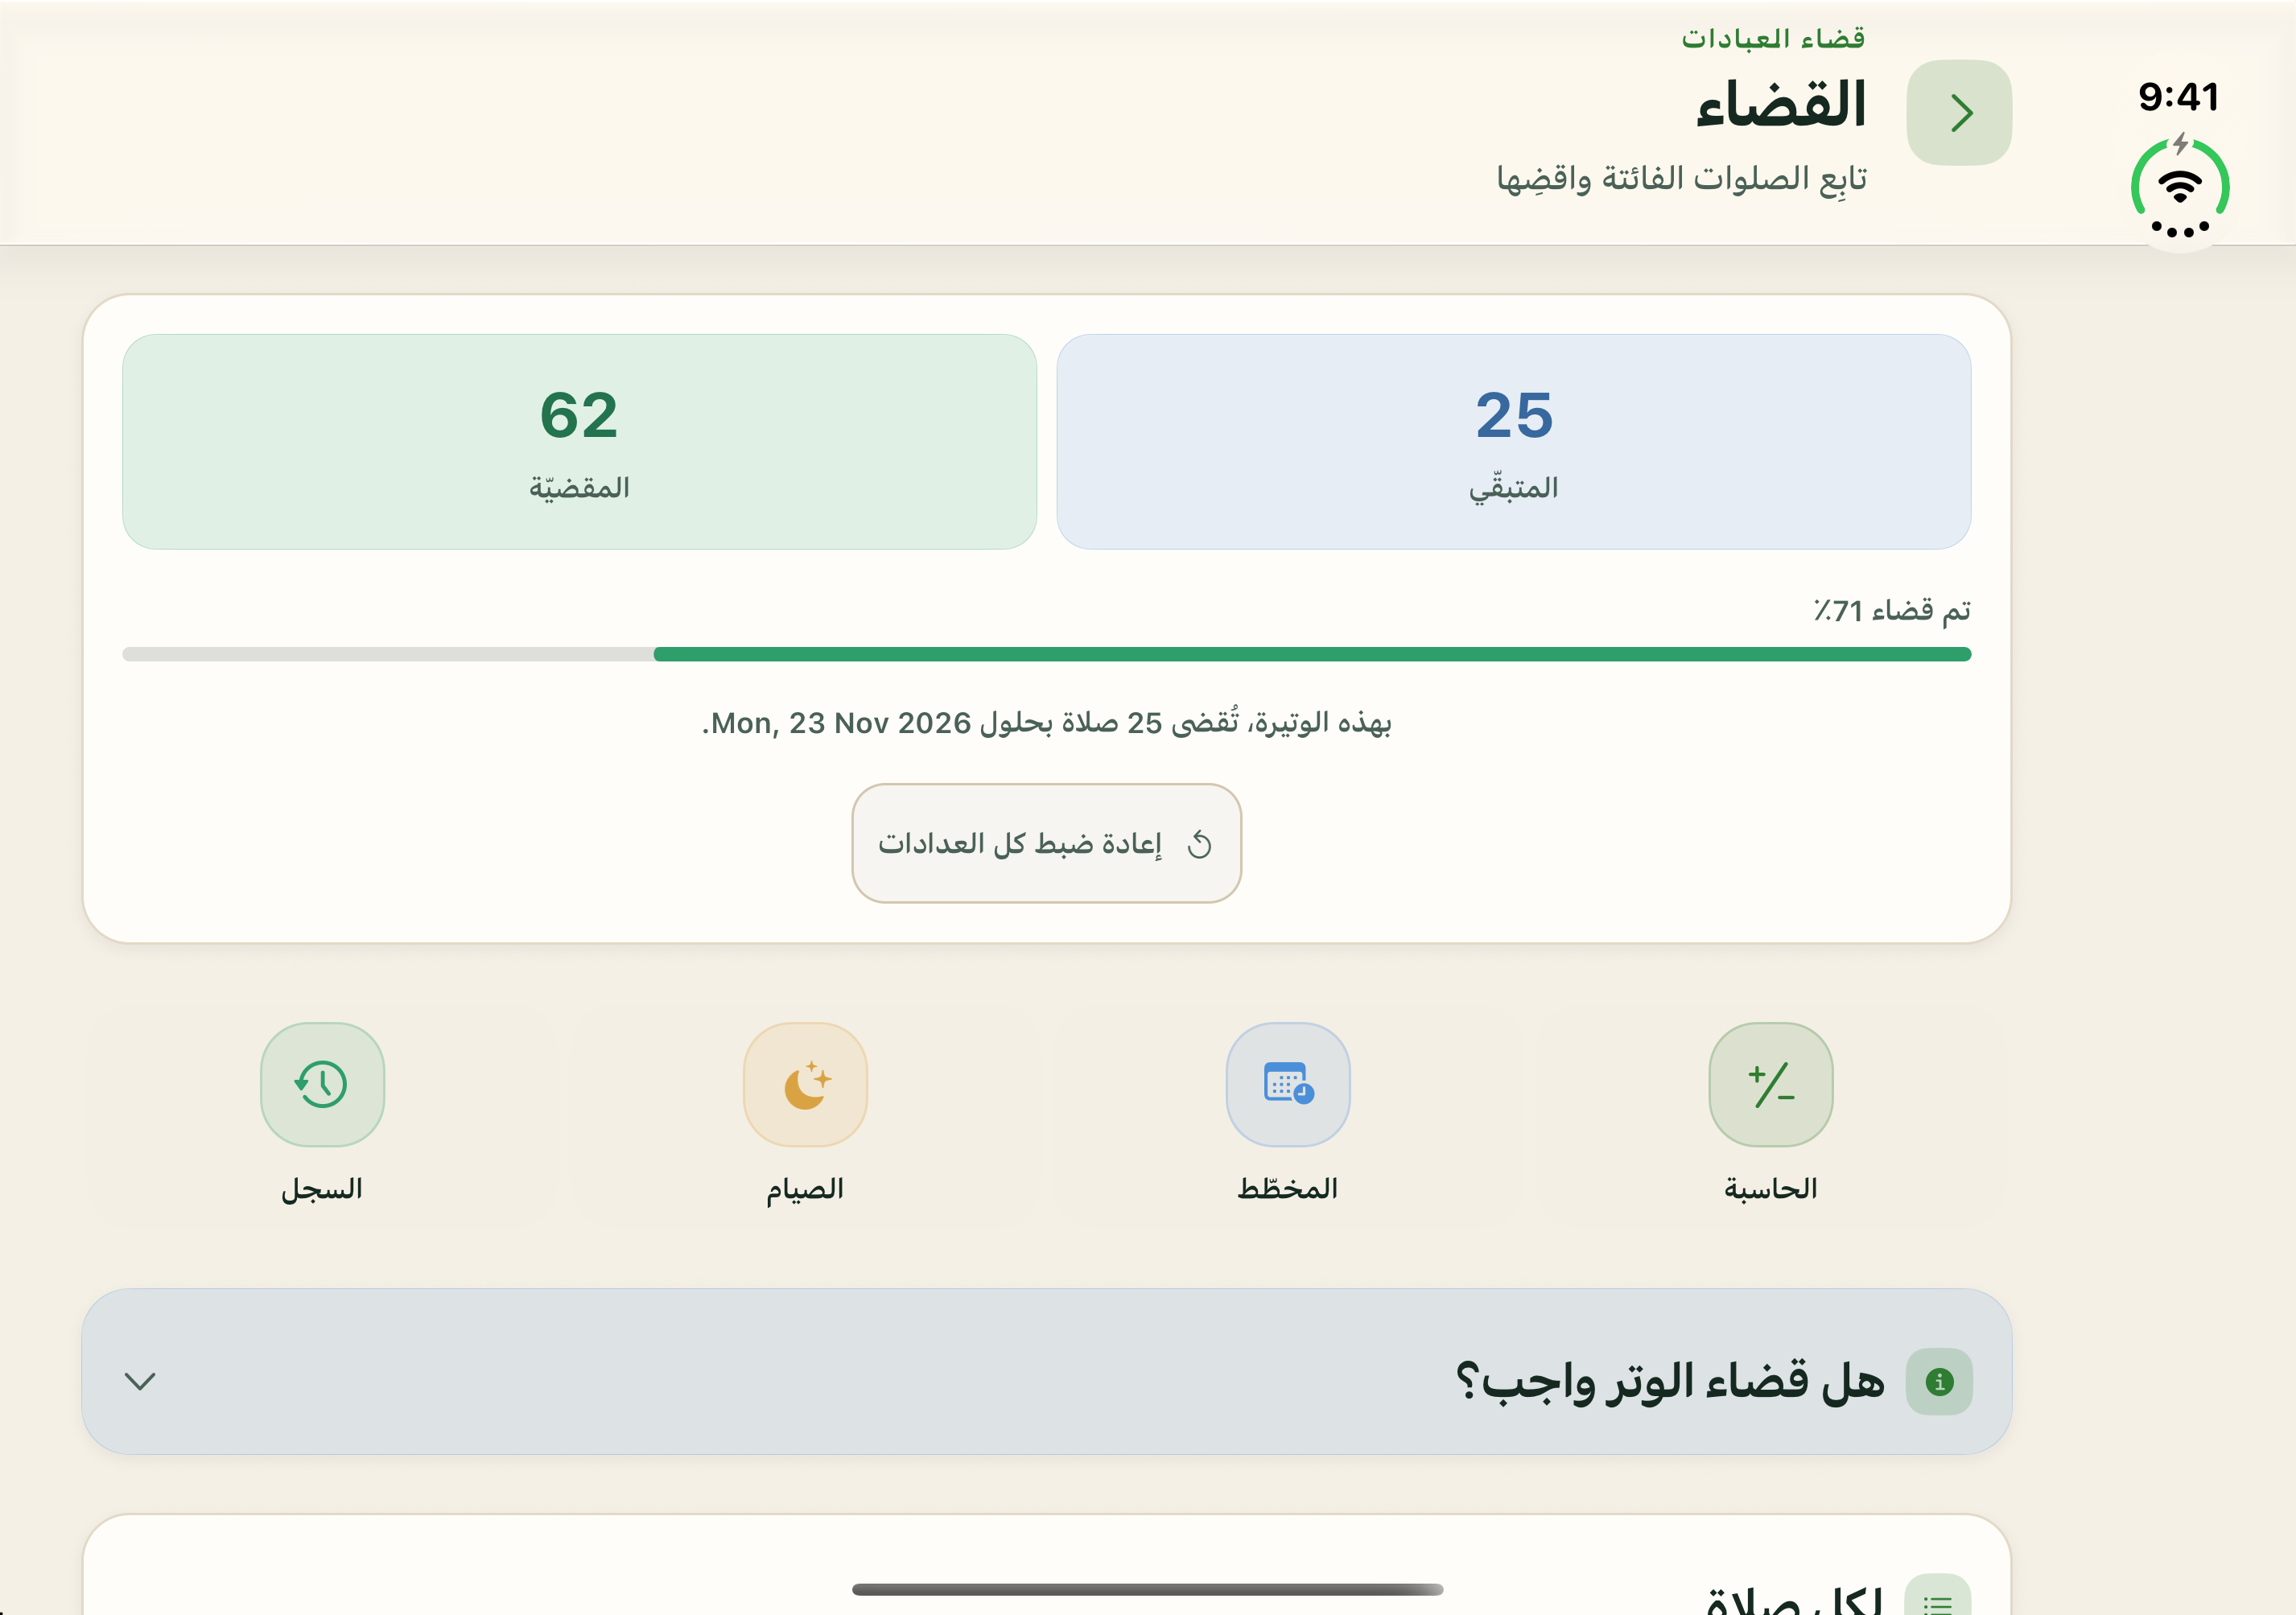 قضاء العبادات
القضاء
تابِع الصلوات الفائتة واقضِها
9:41
25
المتبقّي
62
المقضيّة
تم قضاء 71٪
بهذه الوتيرة، تُقضى 25 صلاة بحلول Mon, 23 Nov 2026.
إعادة ضبط كل العدادات
الحاسبة
المخطّط
الصيام
السجل
هل قضاء الوتر واجب؟
لكل صلاة